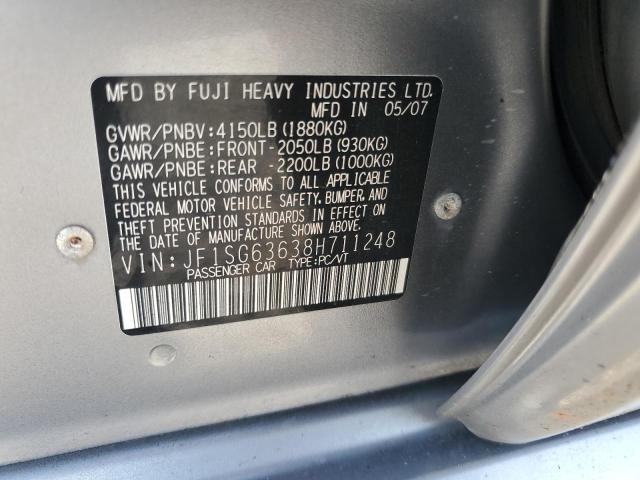 MFD BY FUJI HEAVY INDUSTRIES LTD.
MFD IN 05/07
GVWR/PNBV:4150LB (1880KG)
GAWR/PNBE:FRONT-2050LB (930KG)
GAWR/PNBE:REAR -2200LB (1000KG)
THIS VEHICLE CONFORMS TO ALL APPLICABLE
FEDERAL MOTOR VEHICLE SAFETY, BUMPER, AND
THEFT PREVENTION STANDARDS IN EFFECT ON
THE DATE OF MANUFACTURE SHOWN ABOVE.
VIN:JF1SG63638H711248
PASSENGER CAR TYPE:PC/VT